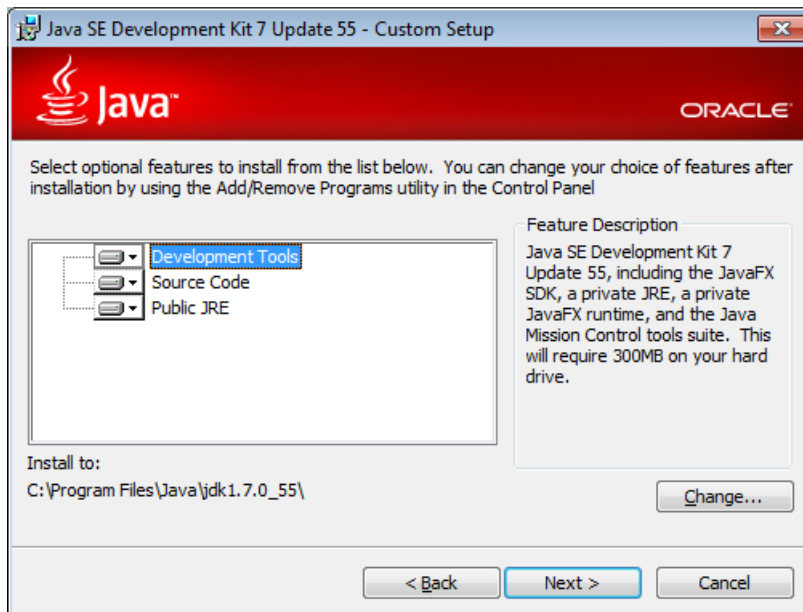 Java SE Development Kit 7 Update 55 - Custom Setup
Java™
ORACLE
Select optional features to install from the list below.  You can change your choice of features after
installation by using the Add/Remove Programs utility in the Control Panel
Development Tools
Source Code
Public JRE
Feature Description
Java SE Development Kit 7
Update 55, including the JavaFX
SDK, a private JRE, a private
JavaFX runtime, and the Java
Mission Control tools suite.  This
will require 300MB on your hard
drive.
Install to:
C:\Program Files\Java\jdk1.7.0_55\
Change...
< Back
Next >
Cancel